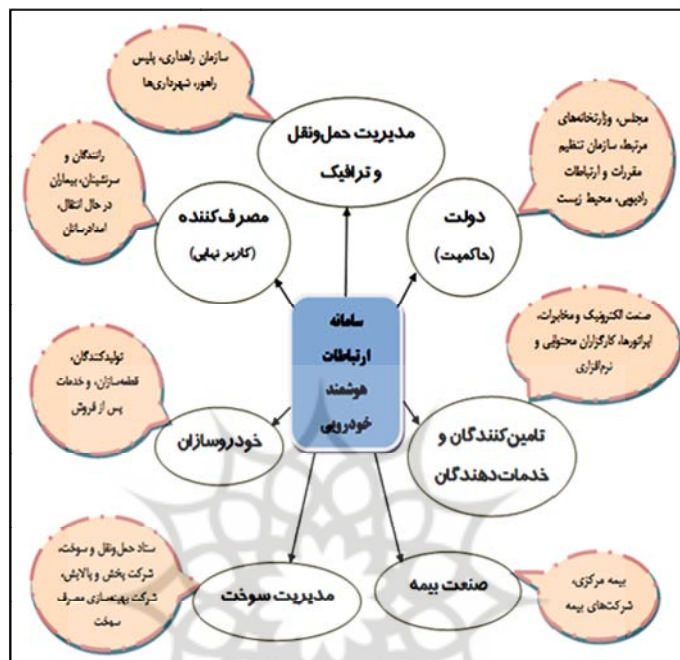 سازمان راهداری، پلیس
راهور، شهرداری‌ها
مدیریت حمل‌ونقل
و ترافیک
مجلس، وزارتخانه‌های
مرتبط، سازمان تنظیم
مقررات و ارتباطات
رادیویی، محیط زیست
دولت
(حاکمیت)
رانندگان و
سرنشینان، بیماران
در حال انتقال،
امدادرسانان
مصرف‌کننده
(کاربر نهایی)
سامانه
ارتباطات
هوشمند
خودرویی
صنعت الکترونیک و مخابرات،
اپراتورها، کارگزاران محتوایی و
نرم‌افزاری
تامین‌کنندگان و
خدمات‌دهندگان
تولیدکنندگان،
قطعه‌سازان، و خدمات
پس از فروش
خودروسازان
بیمه مرکزی،
شرکت‌های بیمه
صنعت بیمه
ستاد حمل‌ونقل و سوخت،
شرکت پخش و پالایش،
شرکت بهینه‌سازی مصرف
سوخت
مدیریت سوخت